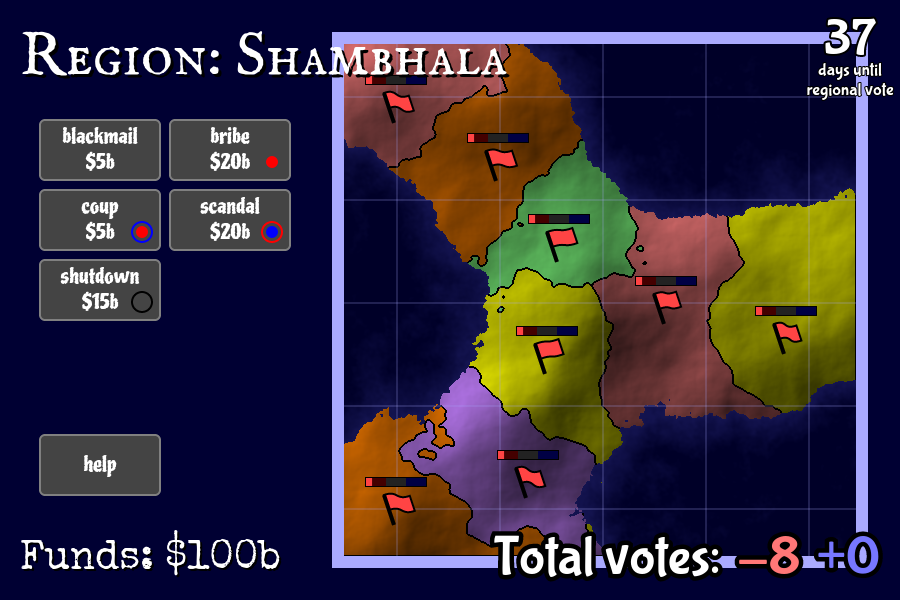 Region: Shambhala
37
days until
regional vote
blackmail
$5b
bribe
$20b
coup
$5b
scandal
$20b
shutdown
$15b
help
Funds: $100b
Total votes: –8 +0